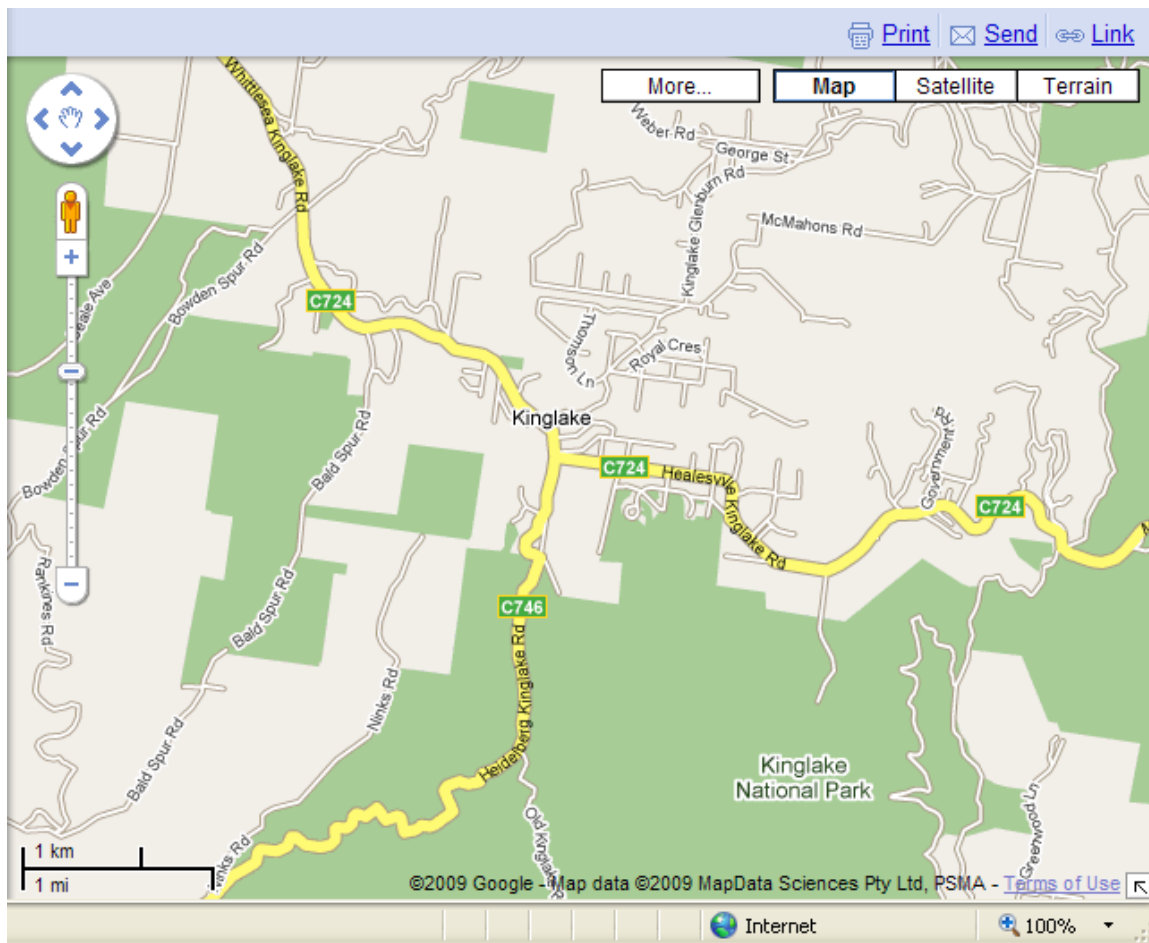 Print
Send
Link
More...
Map
Satellite
Terrain
Whittlesea Kinglake Rd
Weber Rd
George St
Kinglake Glenburn Rd
McMahons Rd
Bowden Spur Rd
C724
Thomson Ln
Royal Cres
Kinglake
Bald Spur Rd
Government Rd
Bowden Spur Rd
C724
Healesville Kinglake Rd
C724
Rankines Rd
C746
Bald Spur Rd
Heidelberg Kinglake Rd
Ninks Rd
Bald Spur Rd
Kinglake
National Park
Greenwood Ln
Ninks Rd
1 km
1 mi
©2009 Google - Map data ©2009 MapData Sciences Pty Ltd, PSMA - Terms of Use
Internet
100%